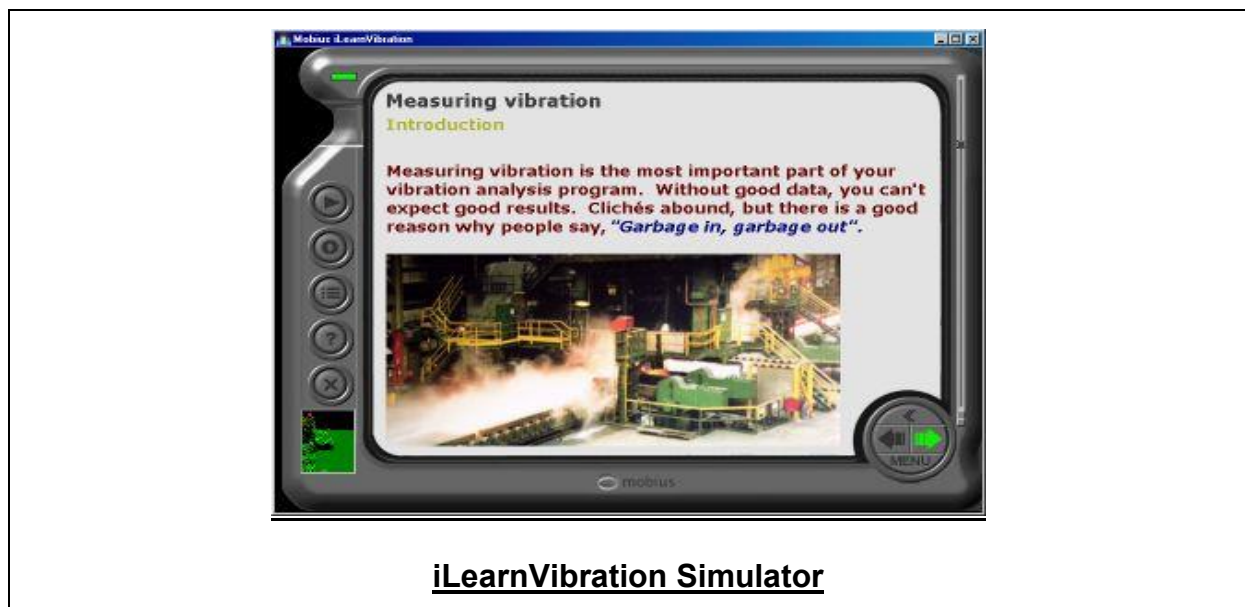 Mobius iLearnVibration
Measuring vibration
Introduction
Measuring vibration is the most important part of your
vibration analysis program. Without good data, you can't
expect good results. Clichés abound, but there is a good
reason why people say, "Garbage in, garbage out".
?
MENU
mobius
iLearnVibration Simulator